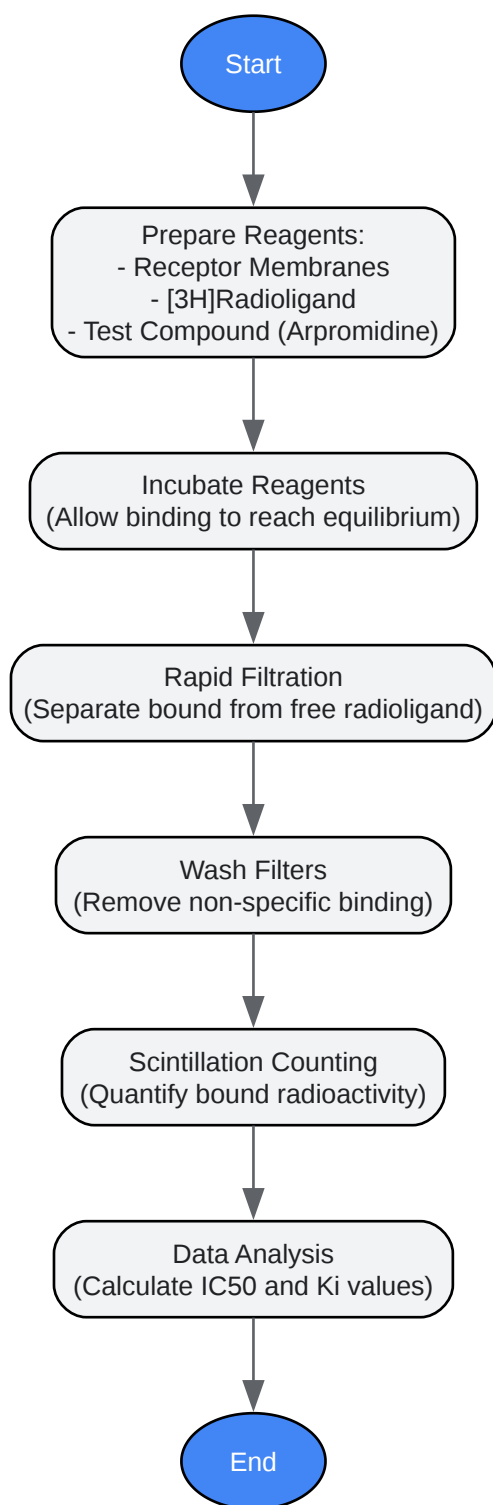 Start
Prepare Reagents:
- Receptor Membranes
- [3H]Radioligand
- Test Compound (Arpromidine)
Incubate Reagents
(Allow binding to reach equilibrium)
Rapid Filtration
(Separate bound from free radioligand)
Wash Filters
(Remove non-specific binding)
Scintillation Counting
(Quantify bound radioactivity)
Data Analysis
(Calculate IC50 and Ki values)
End